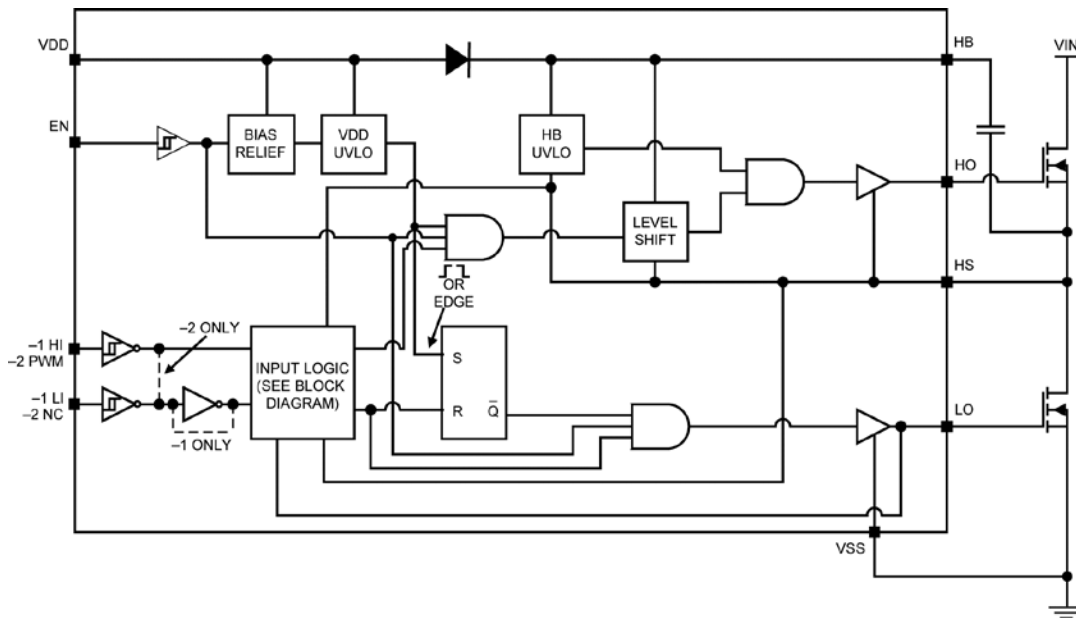 VDD
HB
VIN
EN
BIAS
RELIEF
VDD
UVLO
HB
UVLO
HO
LEVEL
SHIFT
OR
EDGE
HS
–2 ONLY
–1 HI
–2 PWM
INPUT LOGIC
(SEE BLOCK
DIAGRAM)
S
–1 LI
–2 NC
R
Q̅
LO
–1 ONLY
VSS